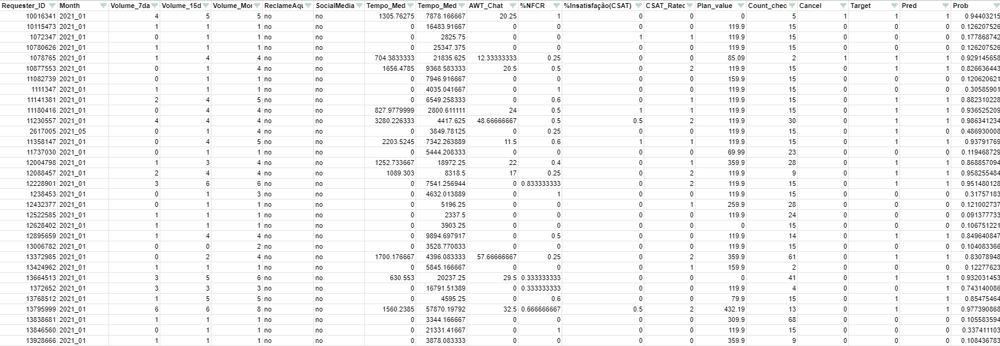 Requester_ID Month Volume_7da Volume_15d Volume_Mor ReclameAqu SocialMedia Tempo_Med Tempo_Med AWT_Chat %NFCR %Insatisfação(CSAT) CSAT_Ratec Plan_value Count_chec Cancel Target Pred Prob
10016341 2021_01 4 5 5 no no 1305.76275 7878.166667 20.25 1 0 0 0 5 1 1 1 0.94403215
10115473 2021_01 1 1 1 no no 0 16483.91667 0 0 0 0 119.9 15 0 0 0 0.126207526
1072347 2021_01 0 1 1 no no 0 2825.75 0 0 1 1 119.9 15 0 0 0 0.177868742
10780626 2021_01 1 1 1 no no 0 25347.375 0 0 0 0 119.9 15 0 0 0 0.126207526
1078765 2021_01 1 4 4 no no 704.3833333 21835.625 12.33333333 0.25 0 0 85.09 2 1 1 1 0.929145658
10877553 2021_01 0 1 4 no no 1656.4785 9368.583333 20.5 0.5 0 2 119.9 15 0 1 1 0.826636443
11082739 2021_01 0 1 1 no no 0 7946.916667 0 0 0 0 159.9 15 0 0 0 0.120620621
1111347 2021_01 1 1 1 no no 0 4035.041667 0 1 0 0 119.9 15 0 0 0 0.30585901
11141381 2021_01 2 4 5 no no 0 6549.258333 0 0.6 0 1 119.9 15 0 1 1 0.882310228
11180416 2021_01 0 4 4 no no 827.9779999 2800.611111 24 0.5 1 1 119.9 15 0 1 1 0.936525209
11230557 2021_01 4 4 4 no no 3280.226333 4417.625 48.66666667 0.5 0.5 2 119.9 30 0 1 1 0.986341234
2617005 2021_05 0 1 4 no no 0 3849.78125 0 0.25 0 0 119.9 15 0 1 0 0.486930008
11358147 2021_01 0 4 5 no no 2203.5245 7342.263889 11.5 0.6 1 1 119.9 15 0 1 1 0.93791769
11737030 2021_01 0 1 1 no no 0 5444.208333 0 0 0 0 69.99 23 0 0 0 0.119468729
12004798 2021_01 1 3 4 no no 1252.733667 18972.25 22 0.4 0 1 359.9 28 0 1 1 0.868857094
12088457 2021_01 2 4 4 no no 1089.303 8318.5 17 0.25 0 2 119.9 9 0 1 1 0.958255484
12228901 2021_01 3 6 6 no no 0 7541.256944 0 0.833333333 0 2 119.9 15 0 1 1 0.951480128
1238453 2021_01 0 1 3 no no 0 4632.013889 0 1 0 0 119.9 15 0 0 0 0.31757183
12432377 2021_01 0 1 1 no no 0 5196.25 0 0 0 1 259.9 28 0 0 0 0.121002737
12522585 2021_01 1 1 1 no no 0 2337.5 0 0 0 0 119.9 24 0 0 0 0.091377733
12628402 2021_01 1 1 1 no no 0 3903.25 0 0 0 0 0 15 0 0 0 0.106751221
12895659 2021_01 1 4 4 no no 0 9894.697917 0 0.5 0 0 119.9 14 0 1 1 0.849640847
13006782 2021_01 0 0 2 no no 0 3528.770833 0 0 0 0 119.9 15 0 0 0 0.104083366
13372985 2021_01 0 2 4 no no 1700.176667 4396.083333 57.66666667 0.25 0 2 359.9 61 0 1 1 0.83078948
13424962 2021_01 1 1 1 no no 0 5845.166667 0 0 0 1 159.9 2 0 0 0 0.12277623
13664513 2021_01 3 5 6 no no 630.553 20237.25 29.5 0.333333333 0 0 0 41 0 1 1 0.932031453
1372652 2021_01 3 3 3 no no 0 16791.51389 0 0.333333333 0 0 119.9 4 0 0 1 0.743140086
13768512 2021_01 1 5 5 no no 0 4595.25 0 0.6 0 0 79.9 15 0 1 1 0.85475464
13795999 2021_01 6 6 8 no no 1560.2385 57870.19792 32.5 0.666666667 0.5 2 432.19 13 0 1 1 0.977390868
13838681 2021_01 1 1 1 no no 0 3344.166667 0 0 0 0 309.9 68 0 0 0 0.105583594
13846560 2021_01 0 1 1 no no 0 21331.41667 0 1 0 0 119.9 15 0 0 0 0.337411103
13928666 2021_01 1 1 1 no no 0 3878.083333 0 0 0 0 359.9 9 0 0 0 0.108436783